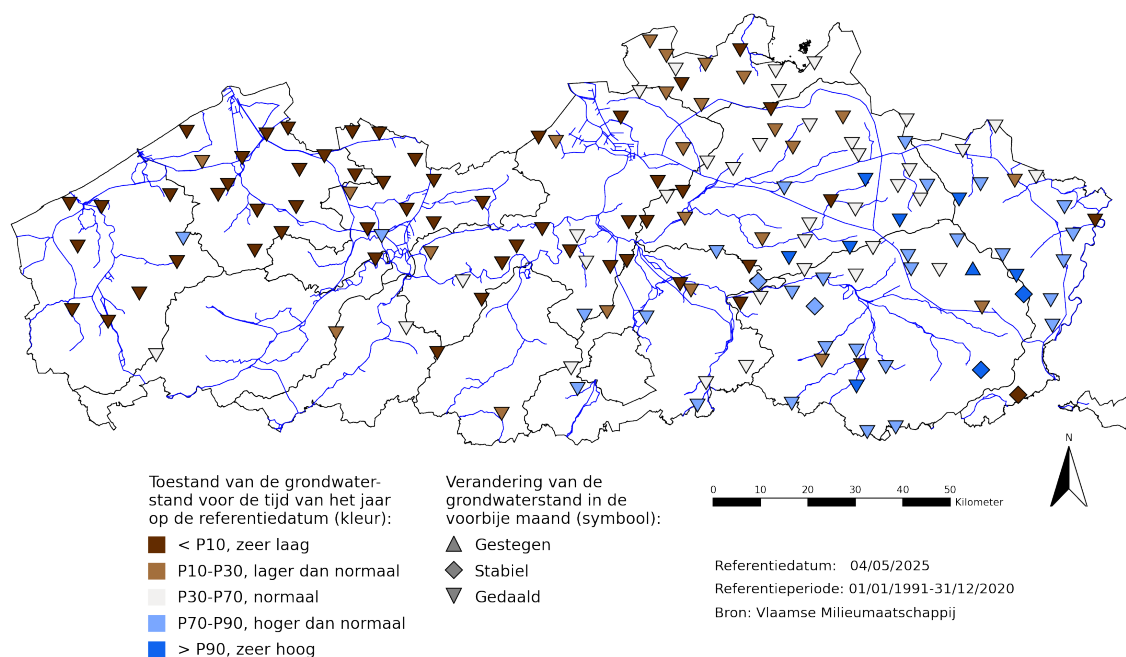 Toestand van de grondwater-
stand voor de tijd van het jaar
op de referentiedatum (kleur):
< P10, zeer laag
P10-P30, lager dan normaal
P30-P70, normaal
P70-P90, hoger dan normaal
> P90, zeer hoog
Verandering van de
grondwaterstand in de
voorbije maand (symbool):
Gestegen
Stabiel
Gedaald
N
0 10 20 30 40 50
Kilometer
Referentiedatum: 04/05/2025
Referentieperiode: 01/01/1991-31/12/2020
Bron: Vlaamse Milieumaatschappij